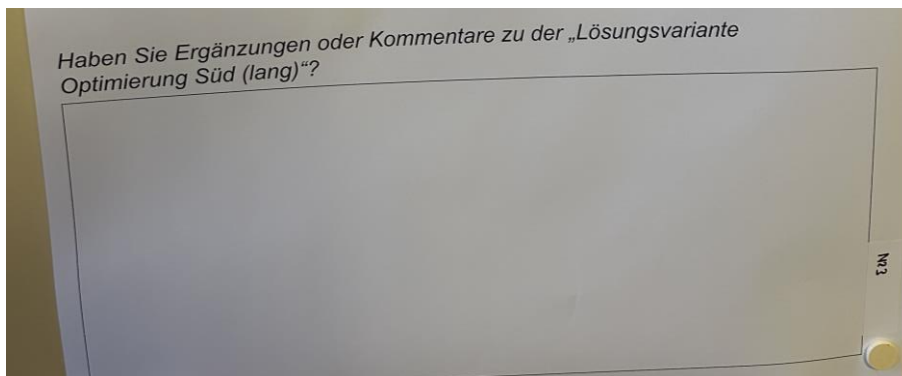 Haben Sie Ergänzungen oder Kommentare zu der „Lösungsvariante
Optimierung Süd (lang)“?
№3